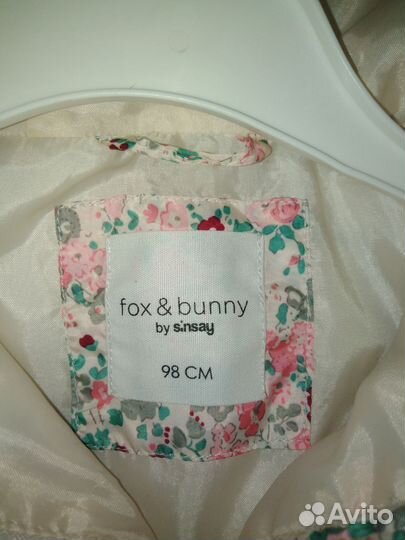 fox & bunny
by sinsay
98 CM
Avito